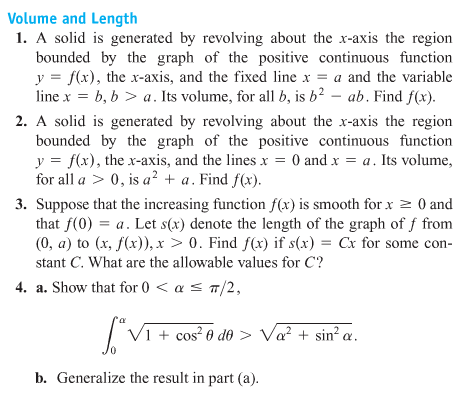 Volume and Length
1. A solid is generated by revolving about the x-axis the region
bounded by the graph of the positive continuous function
y = f(x), the x-axis, and the fixed line x = a and the variable
line x = b, b > a. Its volume, for all b, is b² − ab. Find f(x).
2. A solid is generated by revolving about the x-axis the region
bounded by the graph of the positive continuous function
y = f(x), the x-axis, and the lines x = 0 and x = a. Its volume,
for all a > 0, is a² + a. Find f(x).
3. Suppose that the increasing function f(x) is smooth for x ≥ 0 and
that f(0) = a. Let s(x) denote the length of the graph of f from
(0, a) to (x, f(x)), x > 0. Find f(x) if s(x) = Cx for some con-
stant C. What are the allowable values for C?
4. a. Show that for 0 < α ≤ π/2,
∫₀^α √(1 + cos² θ) dθ > √(α² + sin² α).
b. Generalize the result in part (a).